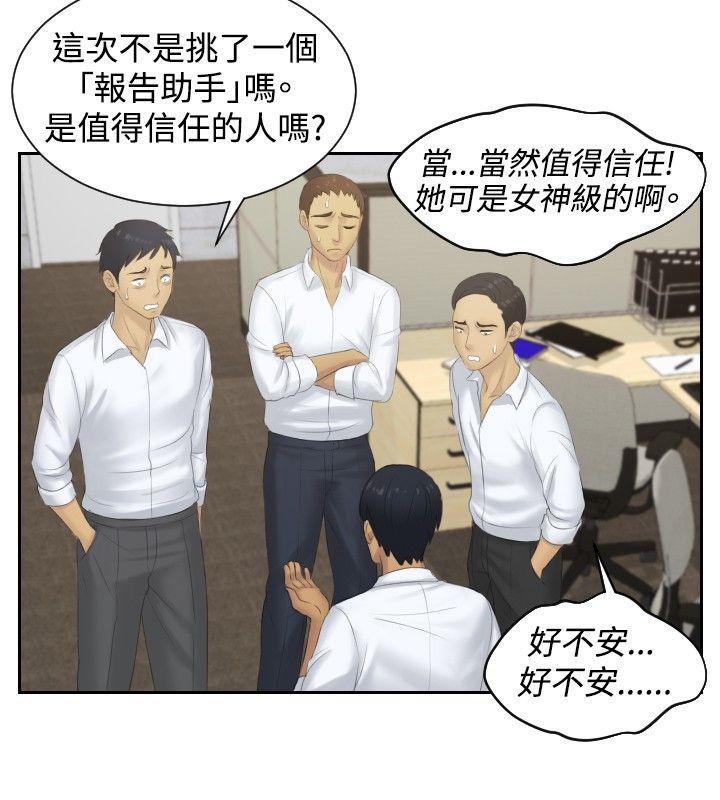 這次不是挑了一個
「報告助手」嗎。
是值得信任的人嗎?
當...當然值得信任!
她可是女神級的啊。
好不安...
好不安......